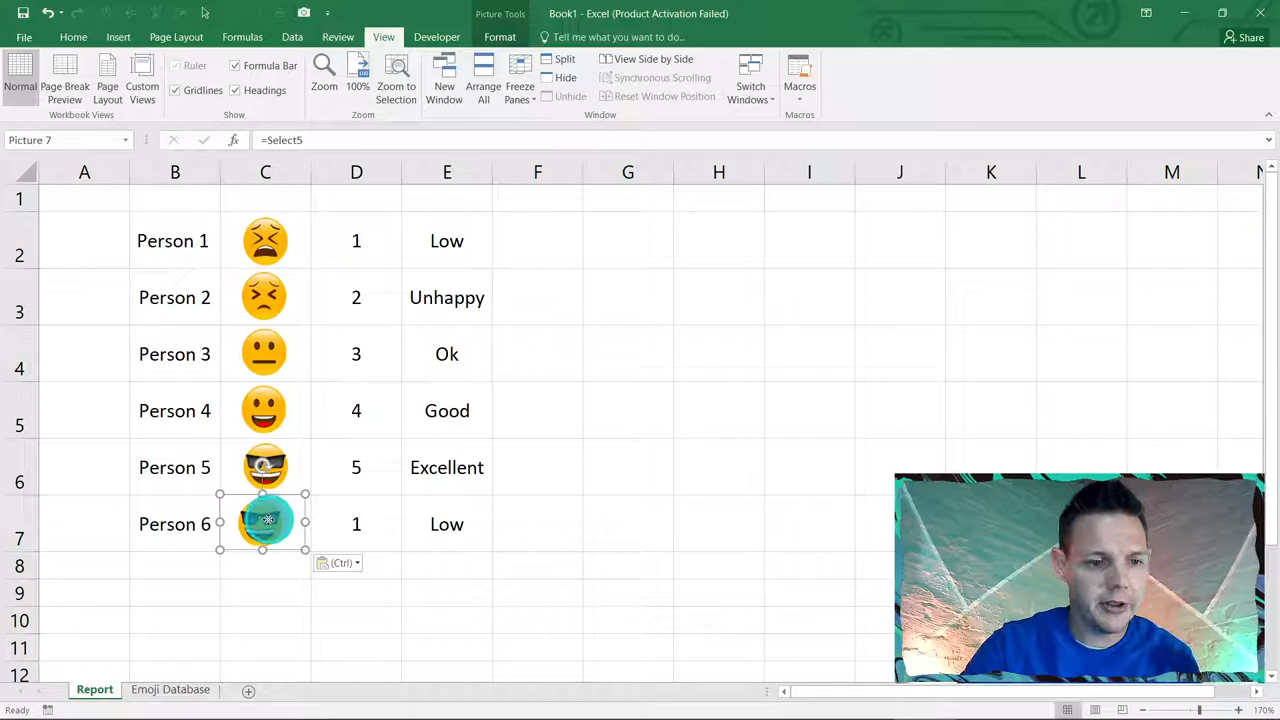 Picture Tools
Book1 - Excel (Product Activation Failed)
File Home Insert Page Layout Formulas Data Review View Developer Format Tell me what you want to do... Share
Normal
Page Break Preview
Page Layout
Custom Views
Workbook Views
Ruler
Formula Bar
Gridlines
Headings
Show
Zoom
100
100%
Zoom to Selection
Zoom
New Window
Arrange All
Freeze Panes
Split
Hide
Unhide
View Side by Side
Synchronous Scrolling
Reset Window Position
Window
Switch Windows
Macros
Macros
Picture 7 fx =Select5
A B C D E F G H I J K L M N
1
2 Person 1 1 Low
3 Person 2 2 Unhappy
4 Person 3 3 Ok
5 Person 4 4 Good
6 Person 5 5 Excellent
7 Person 6 1 Low
(Ctrl)
8
9
10
11
12
Report Emoji Database
Ready 170%